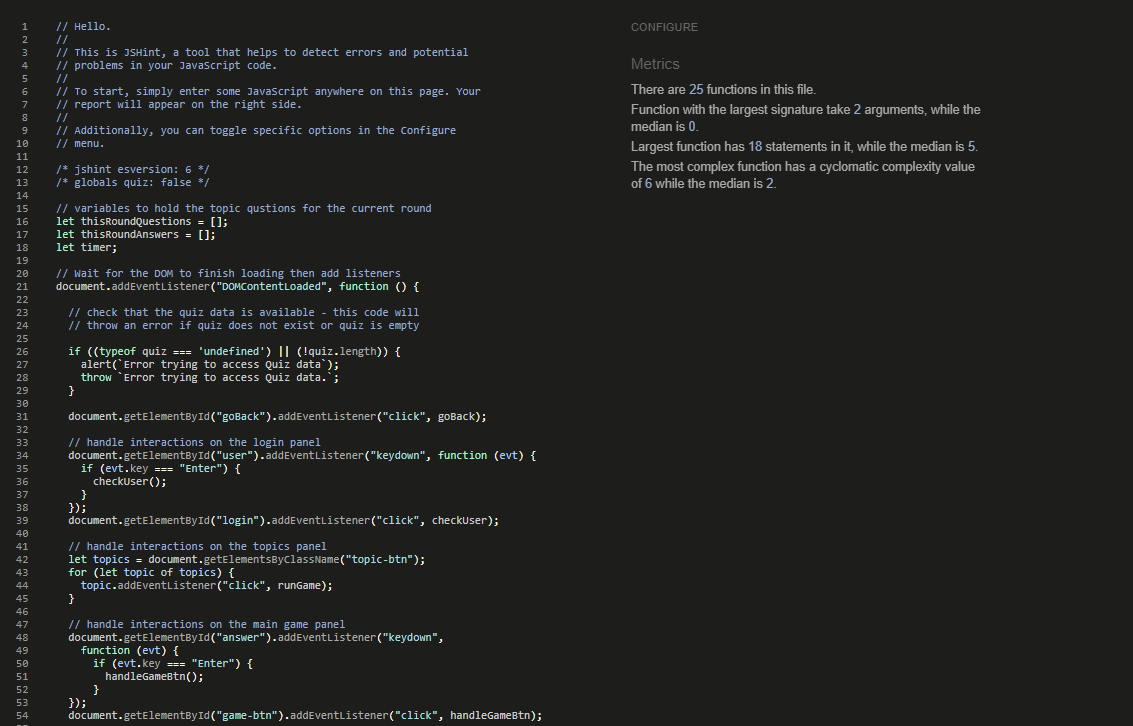 1 // Hello.
2 //
3 // This is JSHint, a tool that helps to detect errors and potential
4 // problems in your JavaScript code.
5 //
6 // To start, simply enter some JavaScript anywhere on this page. Your
7 // report will appear on the right side.
8 //
9 // Additionally, you can toggle specific options in the Configure
10 // menu.
11
12 /* jshint esversion: 6 */
13 /* globals quiz: false */
14
15 // variables to hold the topic qustions for the current round
16 let thisRoundQuestions = [];
17 let thisRoundAnswers = [];
18 let timer;
19
20 // Wait for the DOM to finish loading then add listeners
21 document.addEventListener("DOMContentLoaded", function () {
22
23 // check that the quiz data is available - this code will
24 // throw an error if quiz does not exist or quiz is empty
25
26 if ((typeof quiz === 'undefined') || (!quiz.length)) {
27 alert(`Error trying to access Quiz data`);
28 throw `Error trying to access Quiz data.`;
29 }
30
31 document.getElementById("goBack").addEventListener("click", goBack);
32
33 // handle interactions on the login panel
34 document.getElementById("user").addEventListener("keydown", function (evt) {
35 if (evt.key === "Enter") {
36 checkUser();
37 }
38 });
39 document.getElementById("login").addEventListener("click", checkUser);
40
41 // handle interactions on the topics panel
42 let topics = document.getElementsByClassName("topic-btn");
43 for (let topic of topics) {
44 topic.addEventListener("click", runGame);
45 }
46
47 // handle interactions on the main game panel
48 document.getElementById("answer").addEventListener("keydown",
49 function (evt) {
50 if (evt.key === "Enter") {
51 handleGameBtn();
52 }
53 });
54 document.getElementById("game-btn").addEventListener("click", handleGameBtn);
CONFIGURE
Metrics
There are 25 functions in this file.
Function with the largest signature take 2 arguments, while the
median is 0.
Largest function has 18 statements in it, while the median is 5.
The most complex function has a cyclomatic complexity value
of 6 while the median is 2.